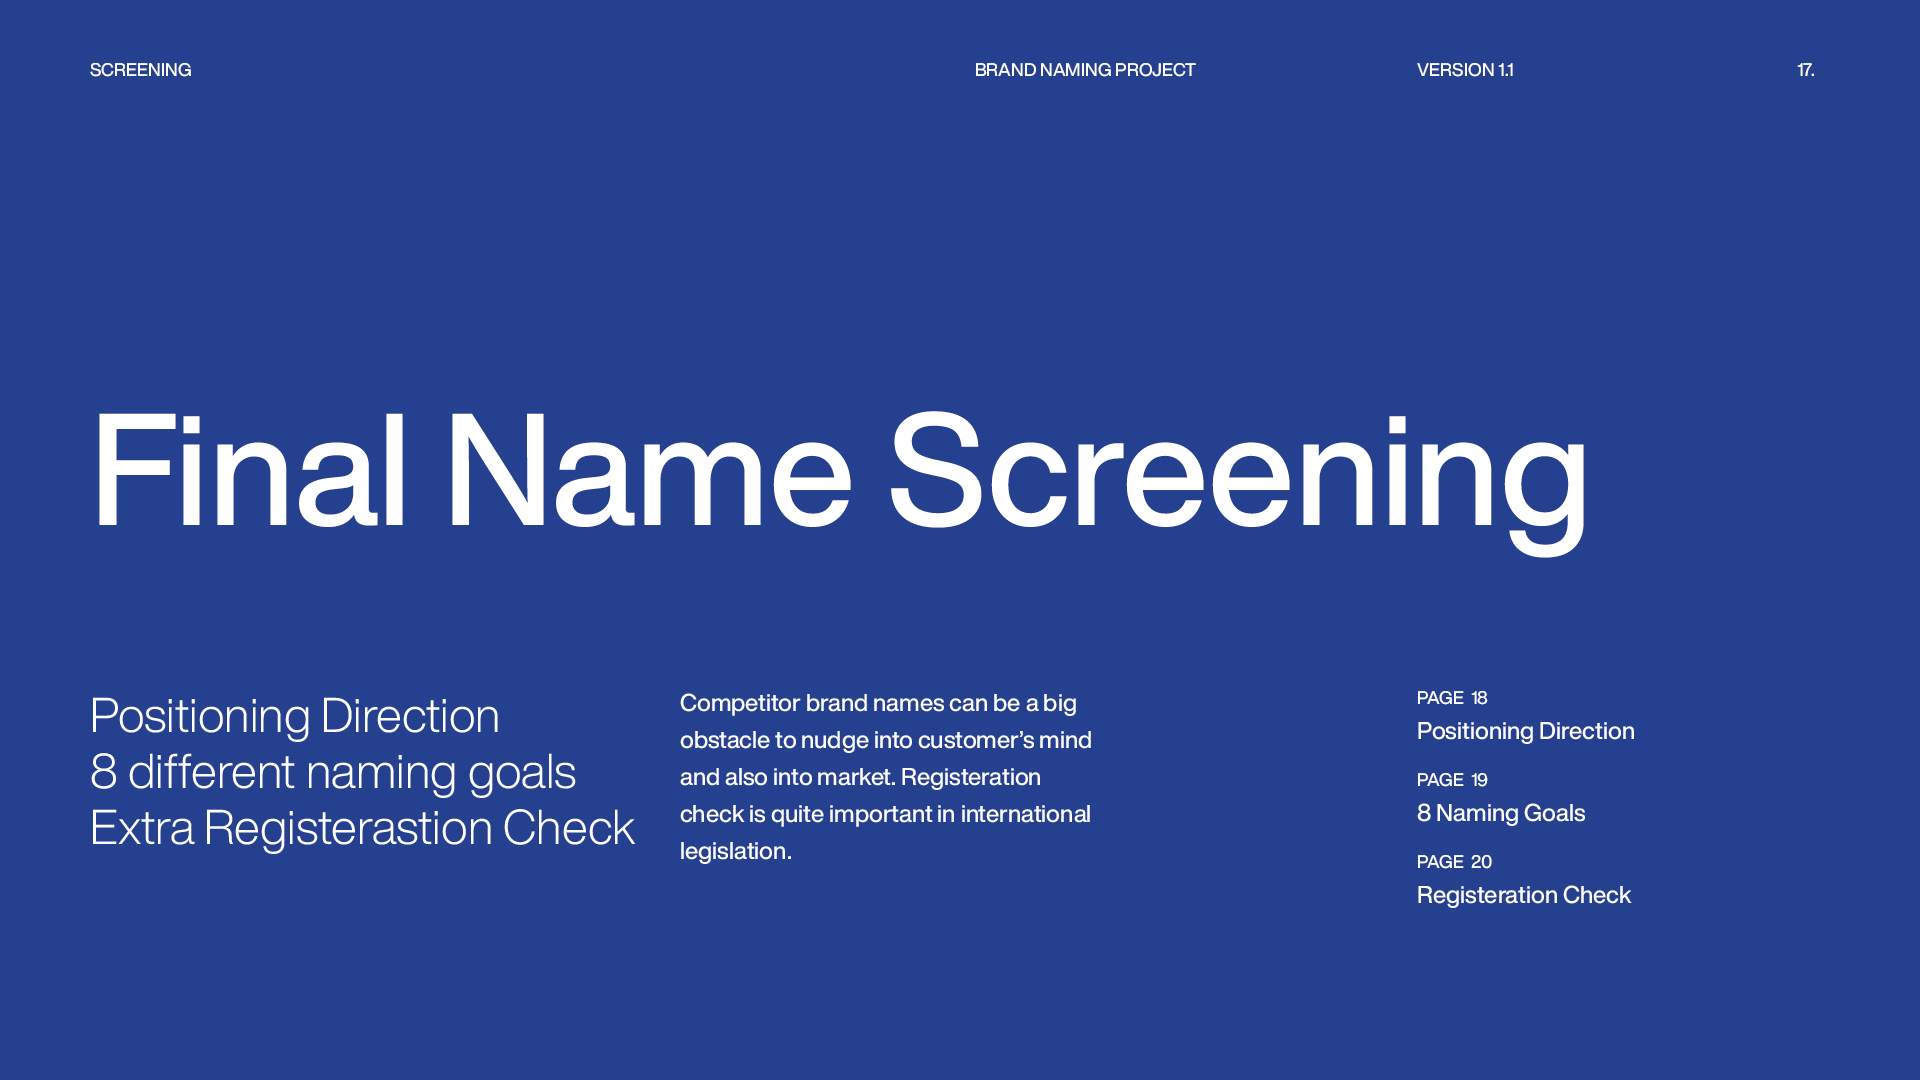 SCREENING
BRAND NAMING PROJECT
VERSION 1.1
17.
Final Name Screening
Positioning Direction
8 different naming goals
Extra Registerastion Check
Competitor brand names can be a big
obstacle to nudge into customer’s mind
and also into market. Registeration
check is quite important in international
legislation.
PAGE 18
Positioning Direction
PAGE 19
8 Naming Goals
PAGE 20
Registeration Check